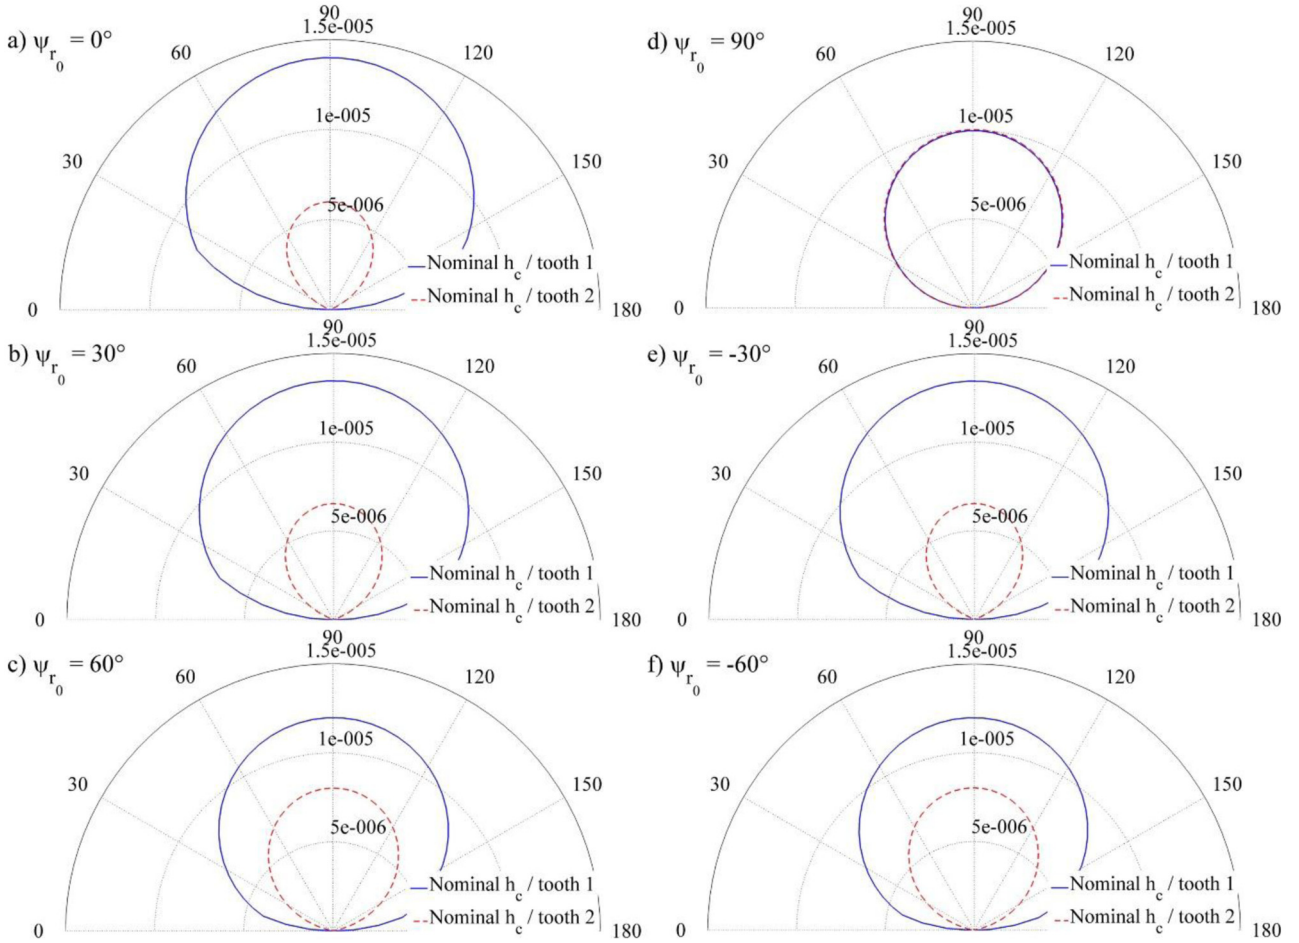 a) ψr0 = 0°
90
1.5e-005
60
120
1e-005
30
150
5e-006
Nominal hc / tooth 1
Nominal hc / tooth 2
0
180
b) ψr0 = 30°
90
1.5e-005
60
120
1e-005
30
150
5e-006
Nominal hc / tooth 1
Nominal hc / tooth 2
0
180
c) ψr0 = 60°
90
1.5e-005
60
120
1e-005
30
150
5e-006
Nominal hc / tooth 1
Nominal hc / tooth 2
0
180
d) ψr0 = 90°
90
1.5e-005
60
120
1e-005
30
150
5e-006
Nominal hc / tooth 1
Nominal hc / tooth 2
0
180
e) ψr0 = -30°
90
1.5e-005
60
120
1e-005
30
150
5e-006
Nominal hc / tooth 1
Nominal hc / tooth 2
0
180
f) ψr0 = -60°
90
1.5e-005
60
120
1e-005
30
150
5e-006
Nominal hc / tooth 1
Nominal hc / tooth 2
0
180